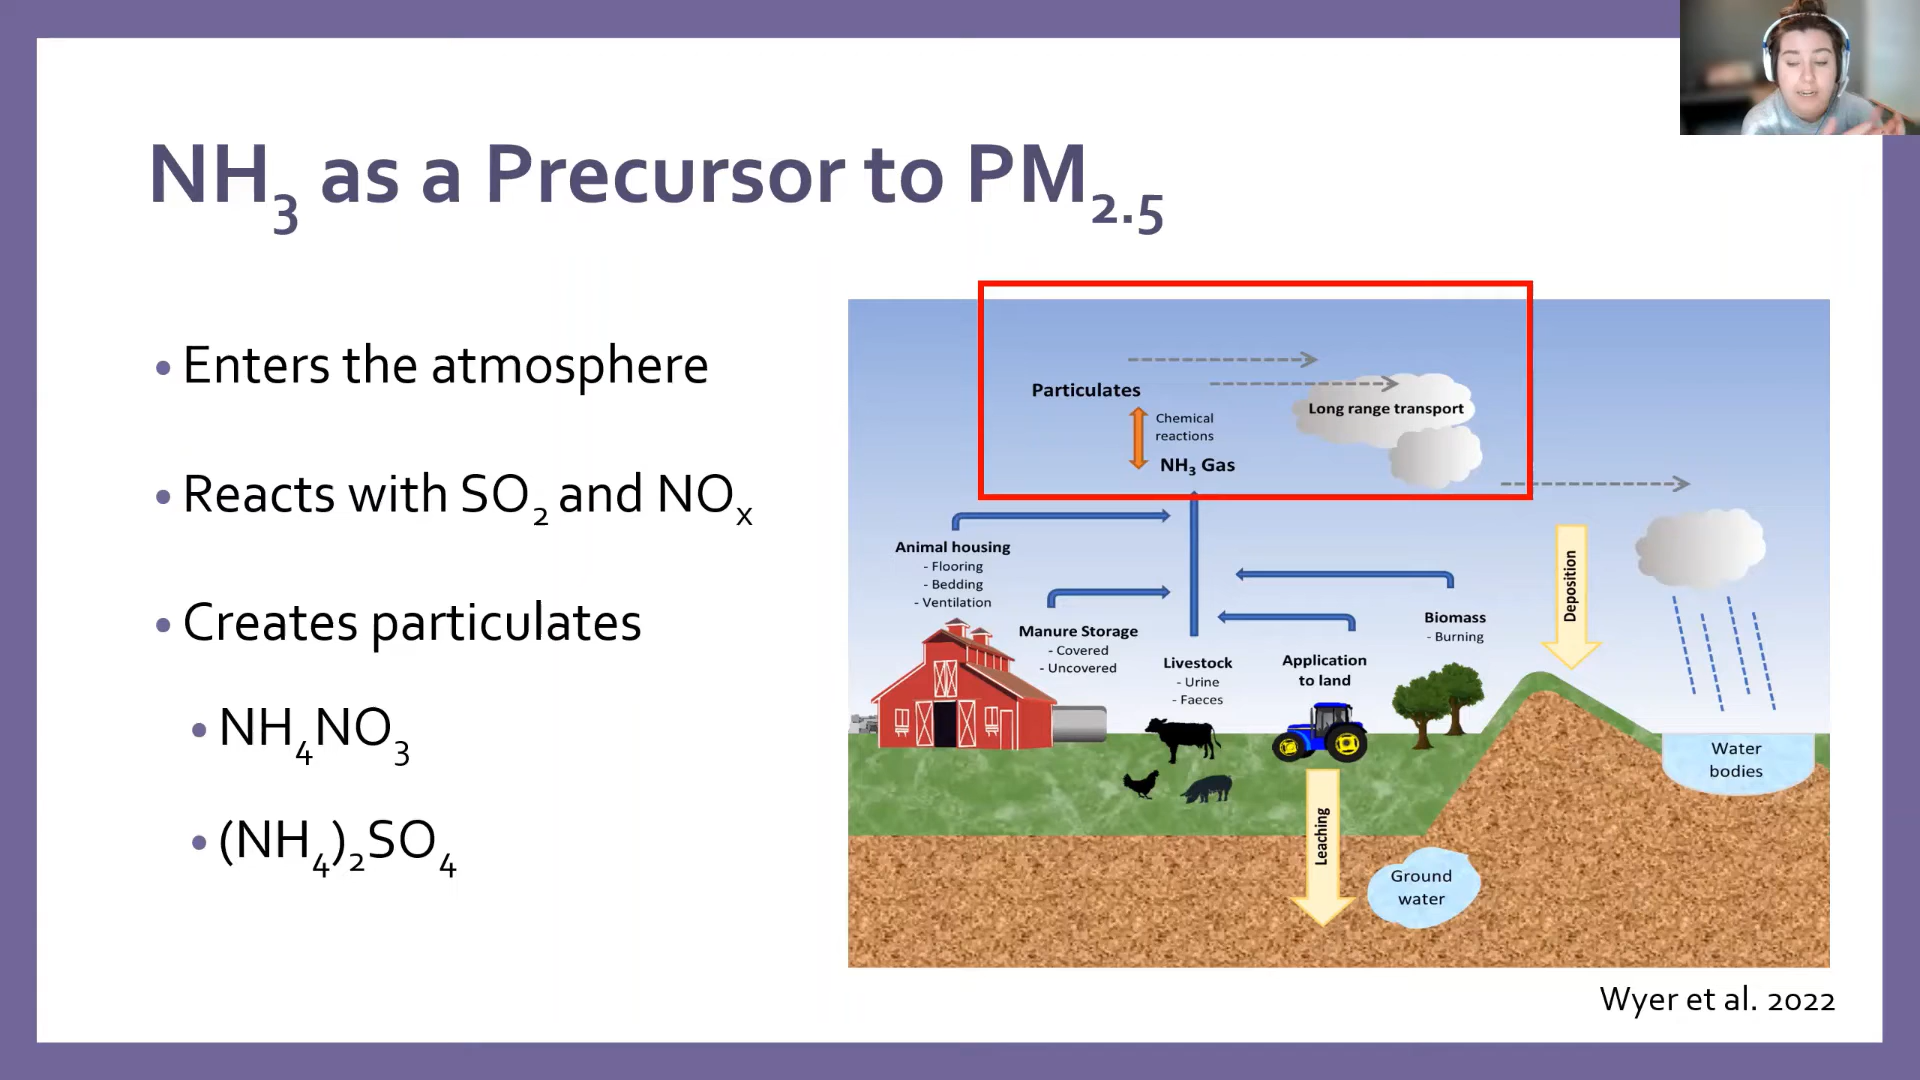 NH₃ as a Precursor to PM₂.₅
• Enters the atmosphere
• Reacts with SO₂ and NOₓ
• Creates particulates
• NH₄NO₃
• (NH₄)₂SO₄
Particulates
Chemical
reactions
NH₃ Gas
Long range transport
Animal housing
- Flooring
- Bedding
- Ventilation
Manure Storage
- Covered
- Uncovered
Livestock
- Urine
- Faeces
Application
to land
Biomass
- Burning
Deposition
Leaching
Water
bodies
Ground
water
Wyer et al. 2022